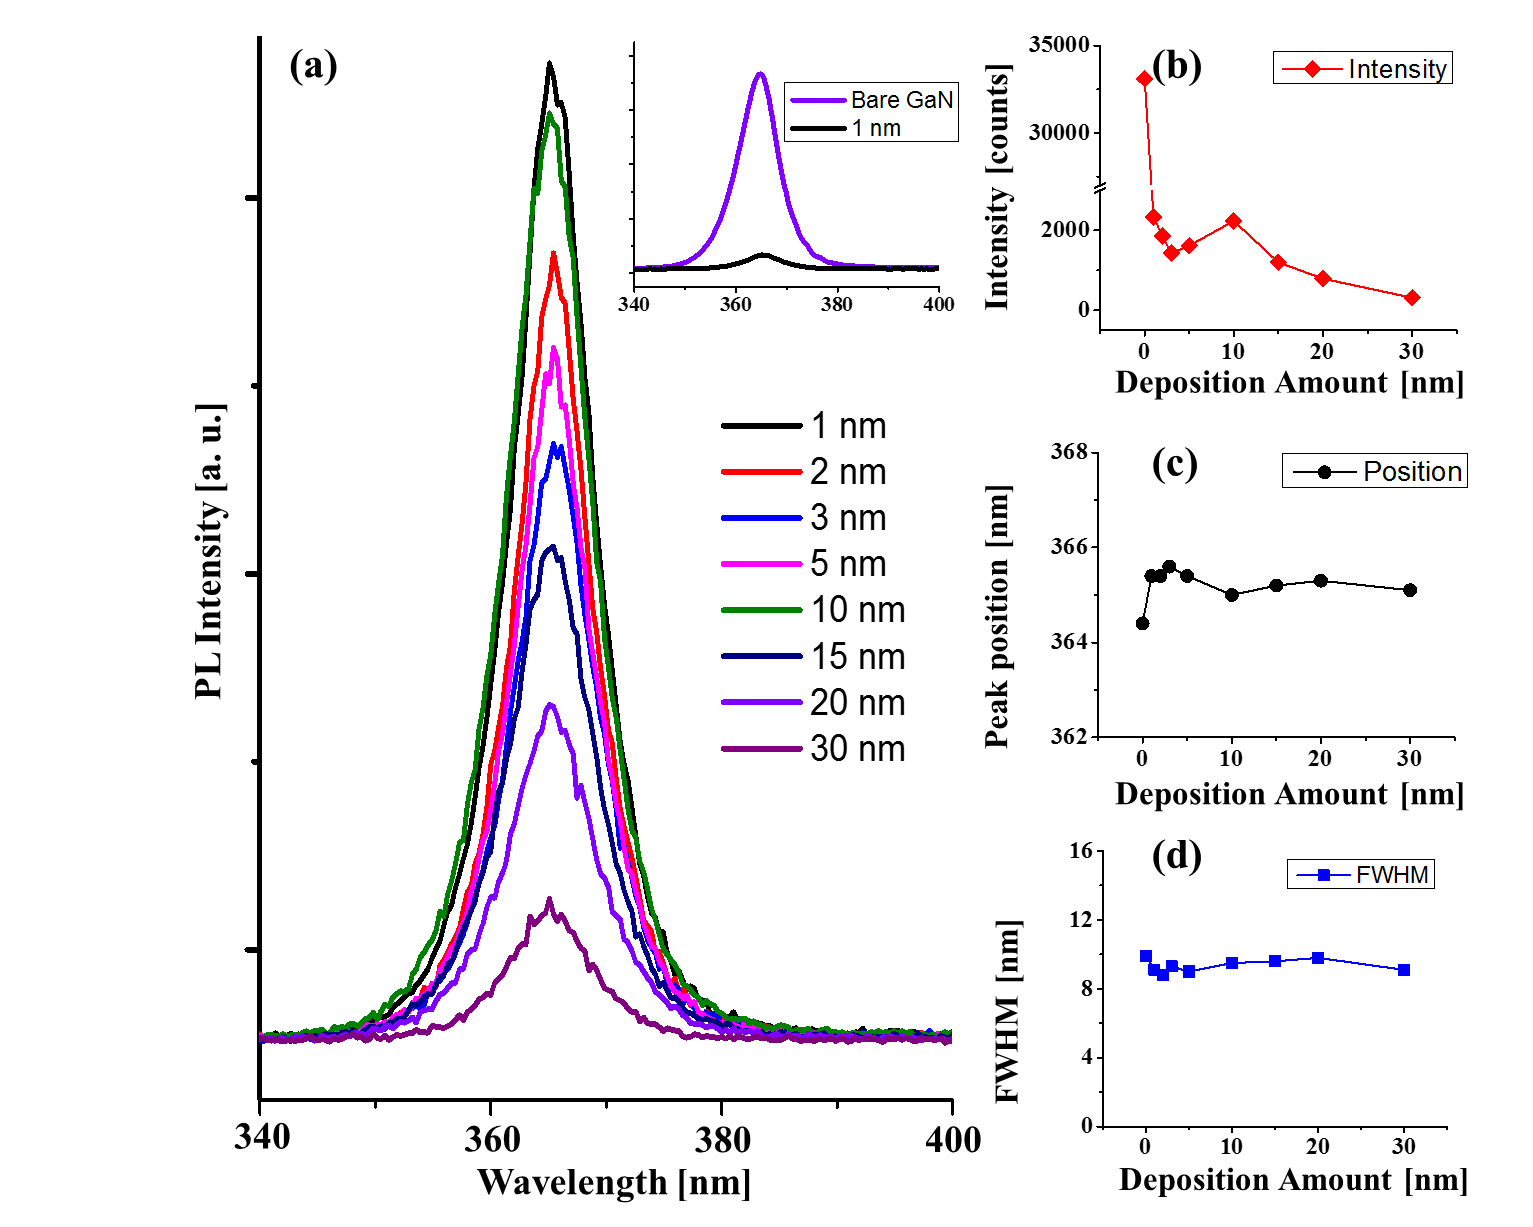 (a)
PL Intensity [a. u.]
340
360
380
400
Wavelength [nm]
Bare GaN
1 nm
340
360
380
400
1 nm
2 nm
3 nm
5 nm
10 nm
15 nm
20 nm
30 nm
(b)
Intensity
Intensity [counts]
35000
30000
2000
0
0
10
20
30
Deposition Amount [nm]
(c)
Position
Peak position [nm]
368
366
364
362
0
10
20
30
Deposition Amount [nm]
(d)
FWHM
FWHM [nm]
16
12
8
4
0
0
10
20
30
Deposition Amount [nm]